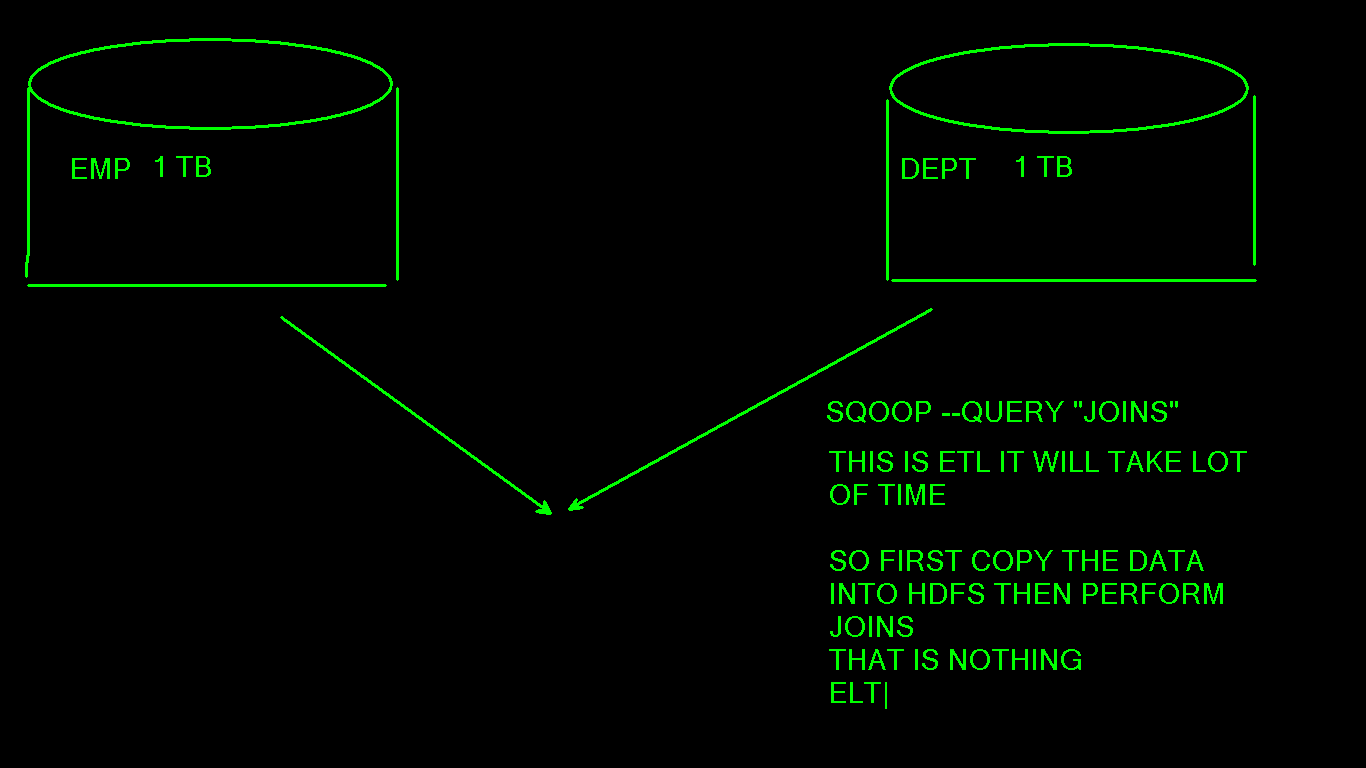 EMP 1 TB
DEPT 1 TB
SQOOP --QUERY "JOINS"
THIS IS ETL IT WILL TAKE LOT
OF TIME
SO FIRST COPY THE DATA
INTO HDFS THEN PERFORM
JOINS
THAT IS NOTHING
ELT